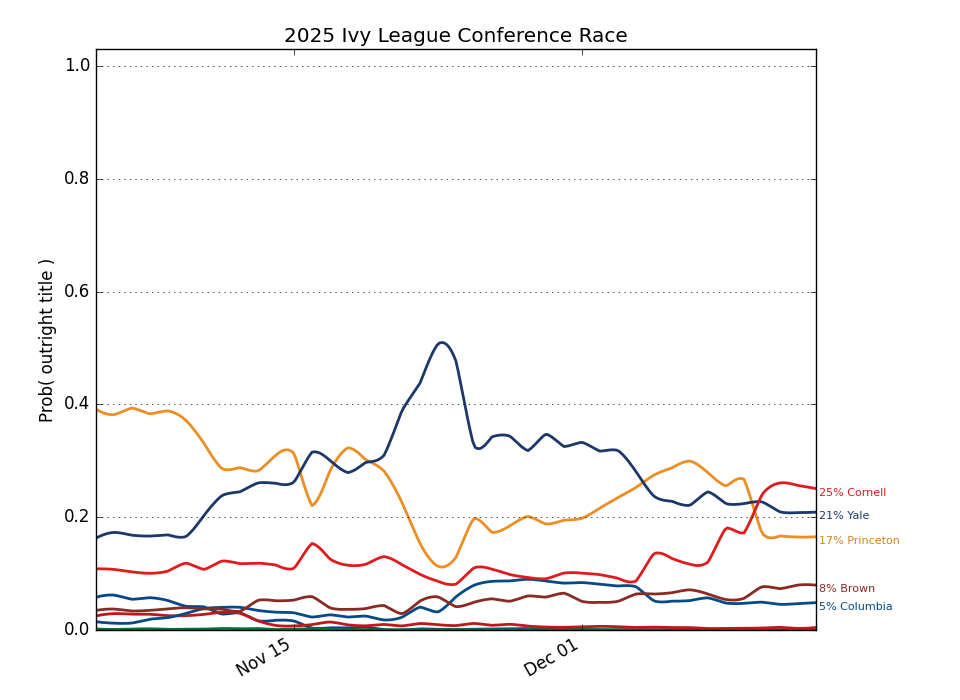 2025 Ivy League Conference Race
Prob( outright title )
1.0
0.8
0.6
0.4
0.2
0.0
Nov 15
Dec 01
25% Cornell
21% Yale
17% Princeton
8% Brown
5% Columbia